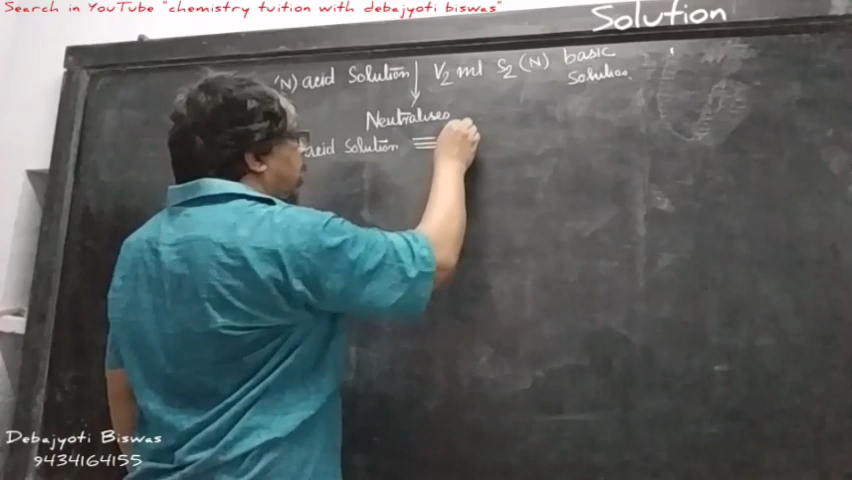 Search in YouTube "chemistry tuition with debajyoti biswas"
Solution
(N) acid Solution V₂ ml S₂ (N) basic
Solution.
Neutralises
acid Solution
Debajyoti Biswas
9434164155